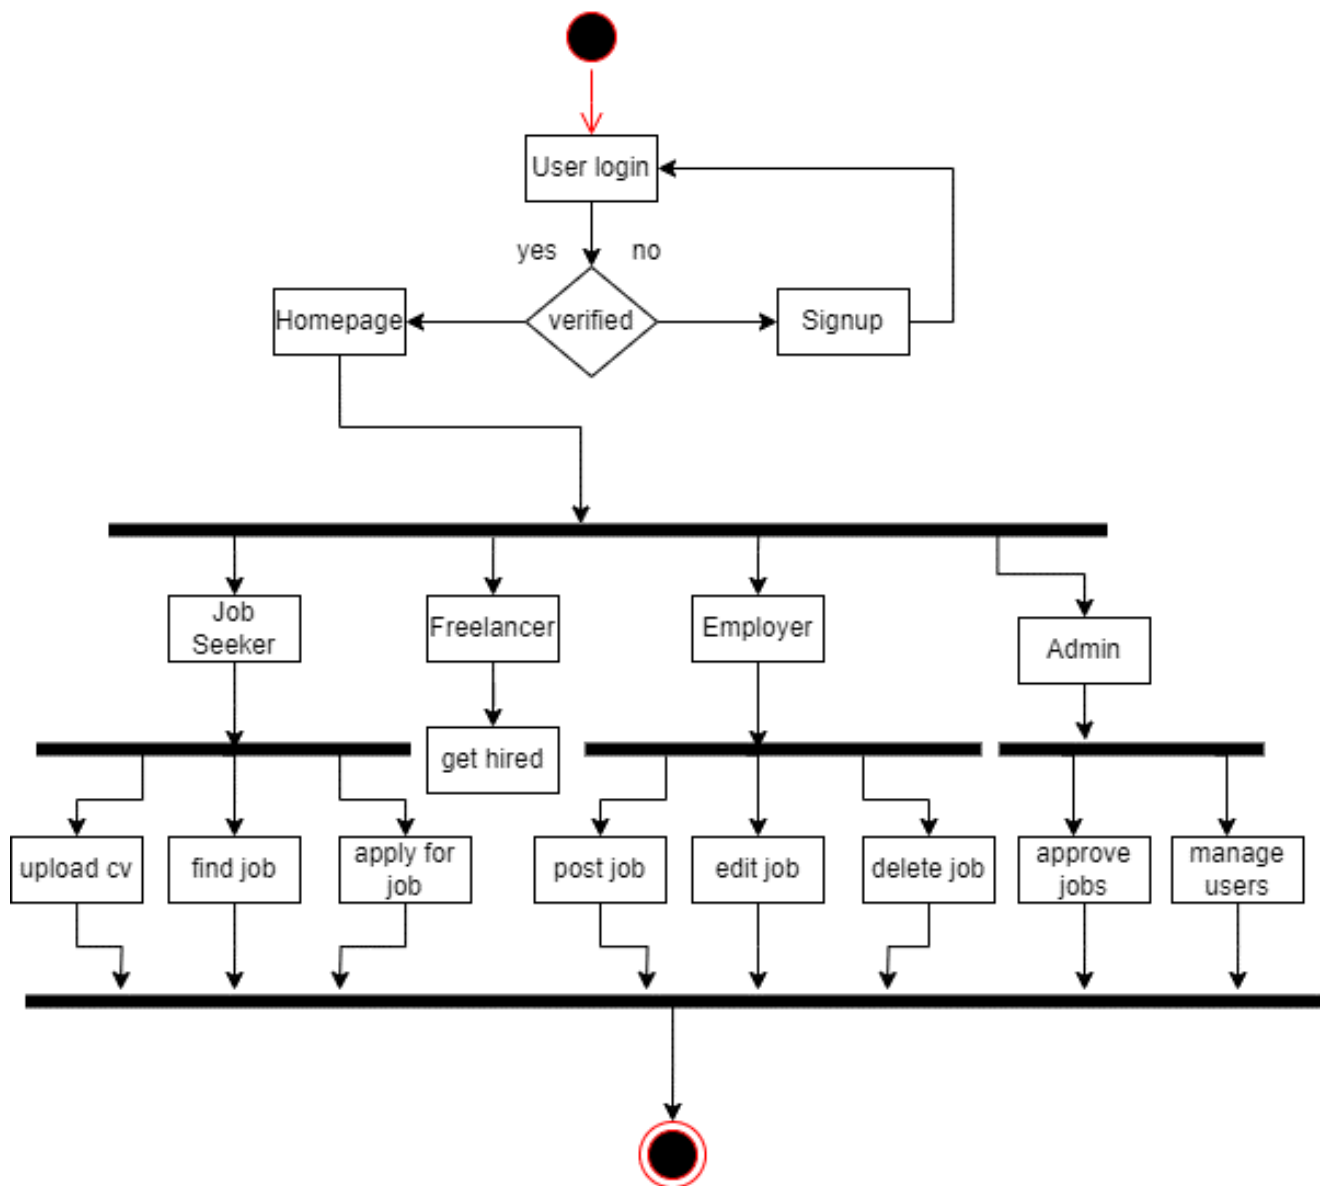 User login
yes
no
Homepage
verified
Signup
Job
Seeker
Freelancer
Employer
Admin
get hired
upload cv
find job
apply for
job
post job
edit job
delete job
approve
jobs
manage
users